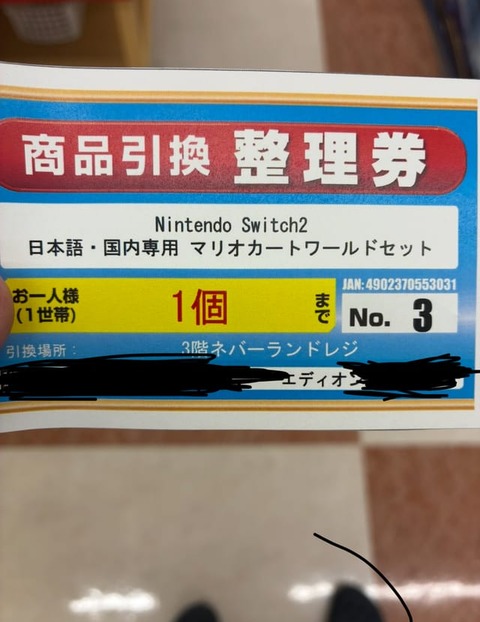 商品引換 整理券
Nintendo Switch2
日本語・国内専用 マリオカートワールドセット
お一人様
(1世帯)
1個
まで
JAN: 4902370553031
No. 3
引換場所:
3階ネバーランドレジ
エディオン